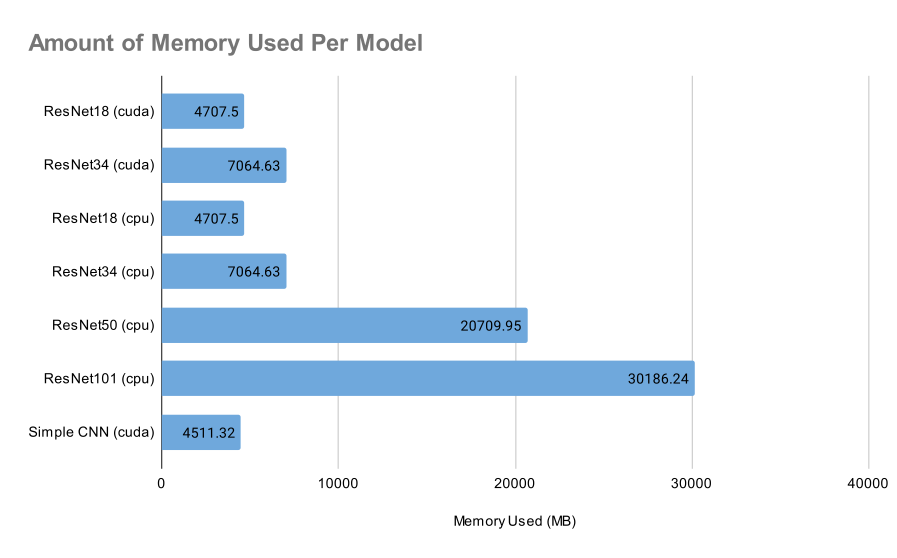 Amount of Memory Used Per Model
ResNet18 (cuda) 4707.5
ResNet34 (cuda) 7064.63
ResNet18 (cpu) 4707.5
ResNet34 (cpu) 7064.63
ResNet50 (cpu) 20709.95
ResNet101 (cpu) 30186.24
Simple CNN (cuda) 4511.32
0 10000 20000 30000 40000
Memory Used (MB)